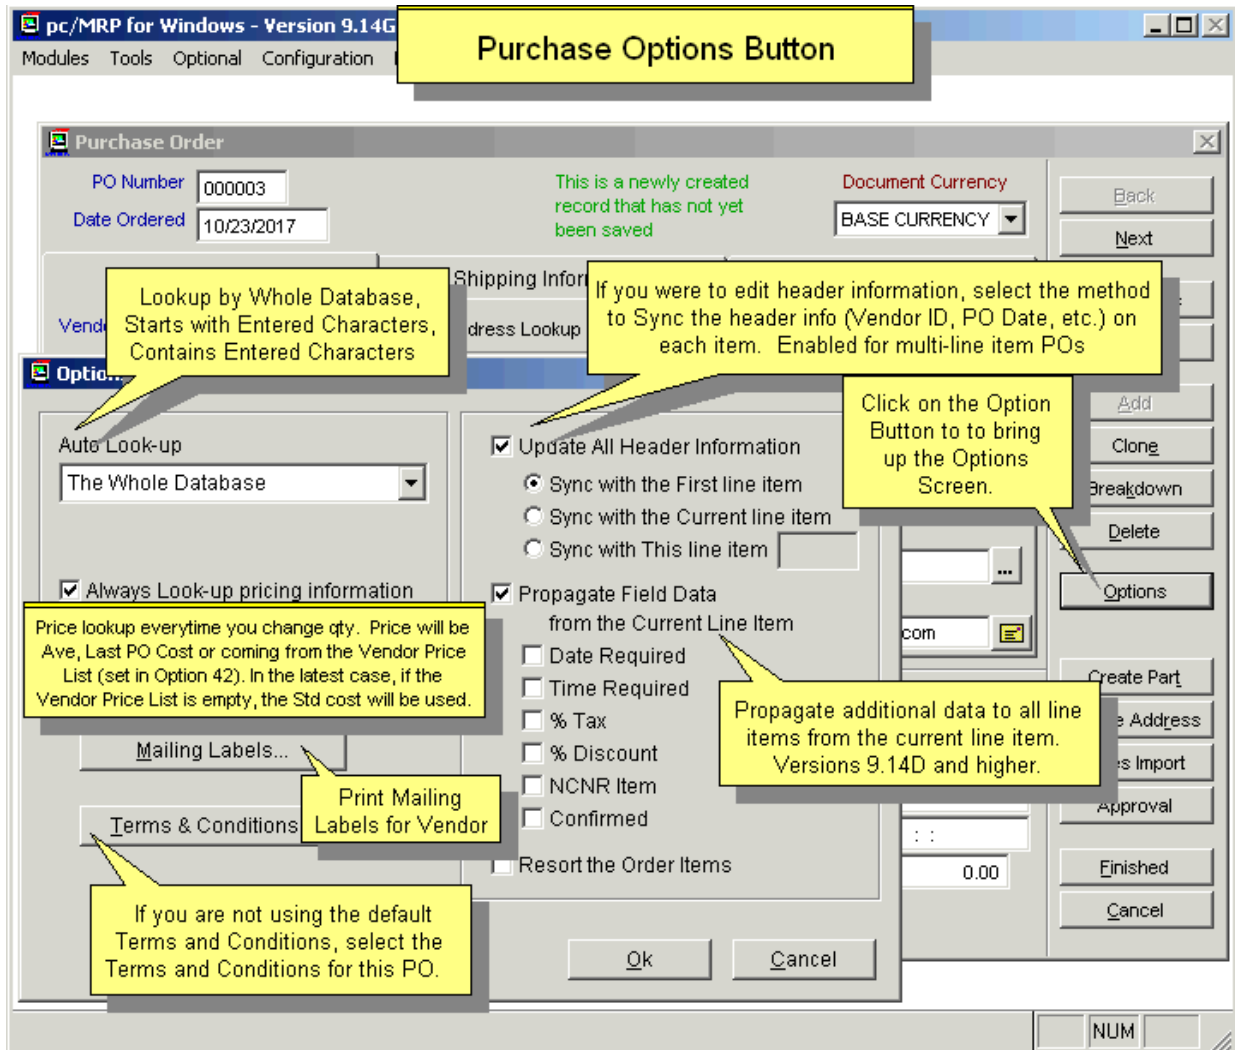 pc/MRP for Windows - Version 9.14G
Purchase Options Button
Modules Tools Optional Configuration
Purchase Order
PO Number 000003
Date Ordered 10/23/2017
This is a newly created
record that has not yet
been saved
Document Currency
BASE CURRENCY
Back
Next
Shipping
Lookup by Whole Database,
Starts with Entered Characters,
Contains Entered Characters
If you were to edit header information, select the method
to Sync the header info (Vendor ID, PO Date, etc.) on
each item. Enabled for multi-line item POs
Lookup
Click on the Option
Button to to bring
up the Options
Screen.
Add
Clone
Breakdown
Delete
Options
Create Part
Address
Import
Approval
Finished
Cancel
Auto Look-up
The Whole Database
Always Look-up pricing information
Price lookup everytime you change qty. Price will be
Ave, Last PO Cost or coming from the Vendor Price
List (set in Option 42). In the latest case, if the
Vendor Price List is empty, the Std cost will be used.
Mailing Labels...
Print Mailing
Labels for Vendor
Terms & Conditions
If you are not using the default
Terms and Conditions, select the
Terms and Conditions for this PO.
Update All Header Information
Sync with the First line item
Sync with the Current line item
Sync with This line item
Propagate Field Data
from the Current Line Item
Date Required
Time Required
% Tax
% Discount
NCNR Item
Confirmed
Resort the Order Items
Propagate additional data to all line
items from the current line item.
Versions 9.14D and higher.
...
com
: :
0.00
Ok
Cancel
NUM